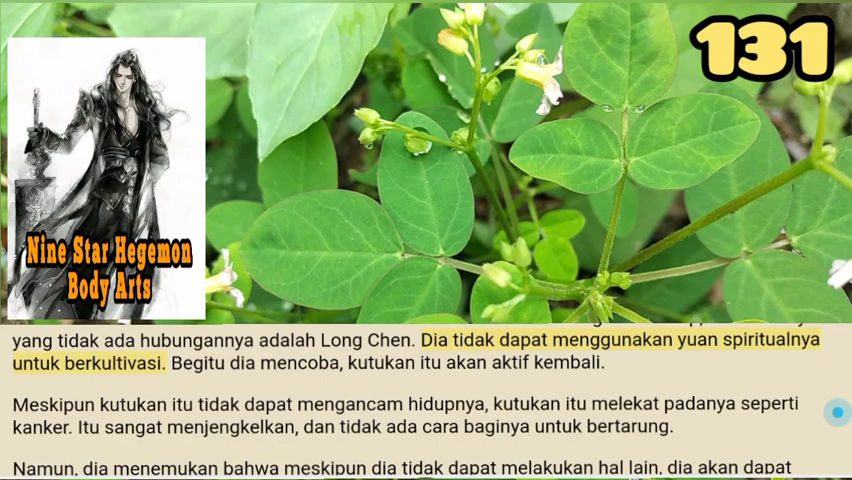 131
Nine Star Hegemon
Body Arts
yang tidak ada hubungannya adalah Long Chen. Dia tidak dapat menggunakan yuan spiritualnya
untuk berkultivasi. Begitu dia mencoba, kutukan itu akan aktif kembali.
Meskipun kutukan itu tidak dapat mengancam hidupnya, kutukan itu melekat padanya seperti
kanker. Itu sangat menjengkelkan, dan tidak ada cara baginya untuk bertarung.
Namun, dia menemukan bahwa meskipun dia tidak dapat melakukan hal lain, dia akan dapat